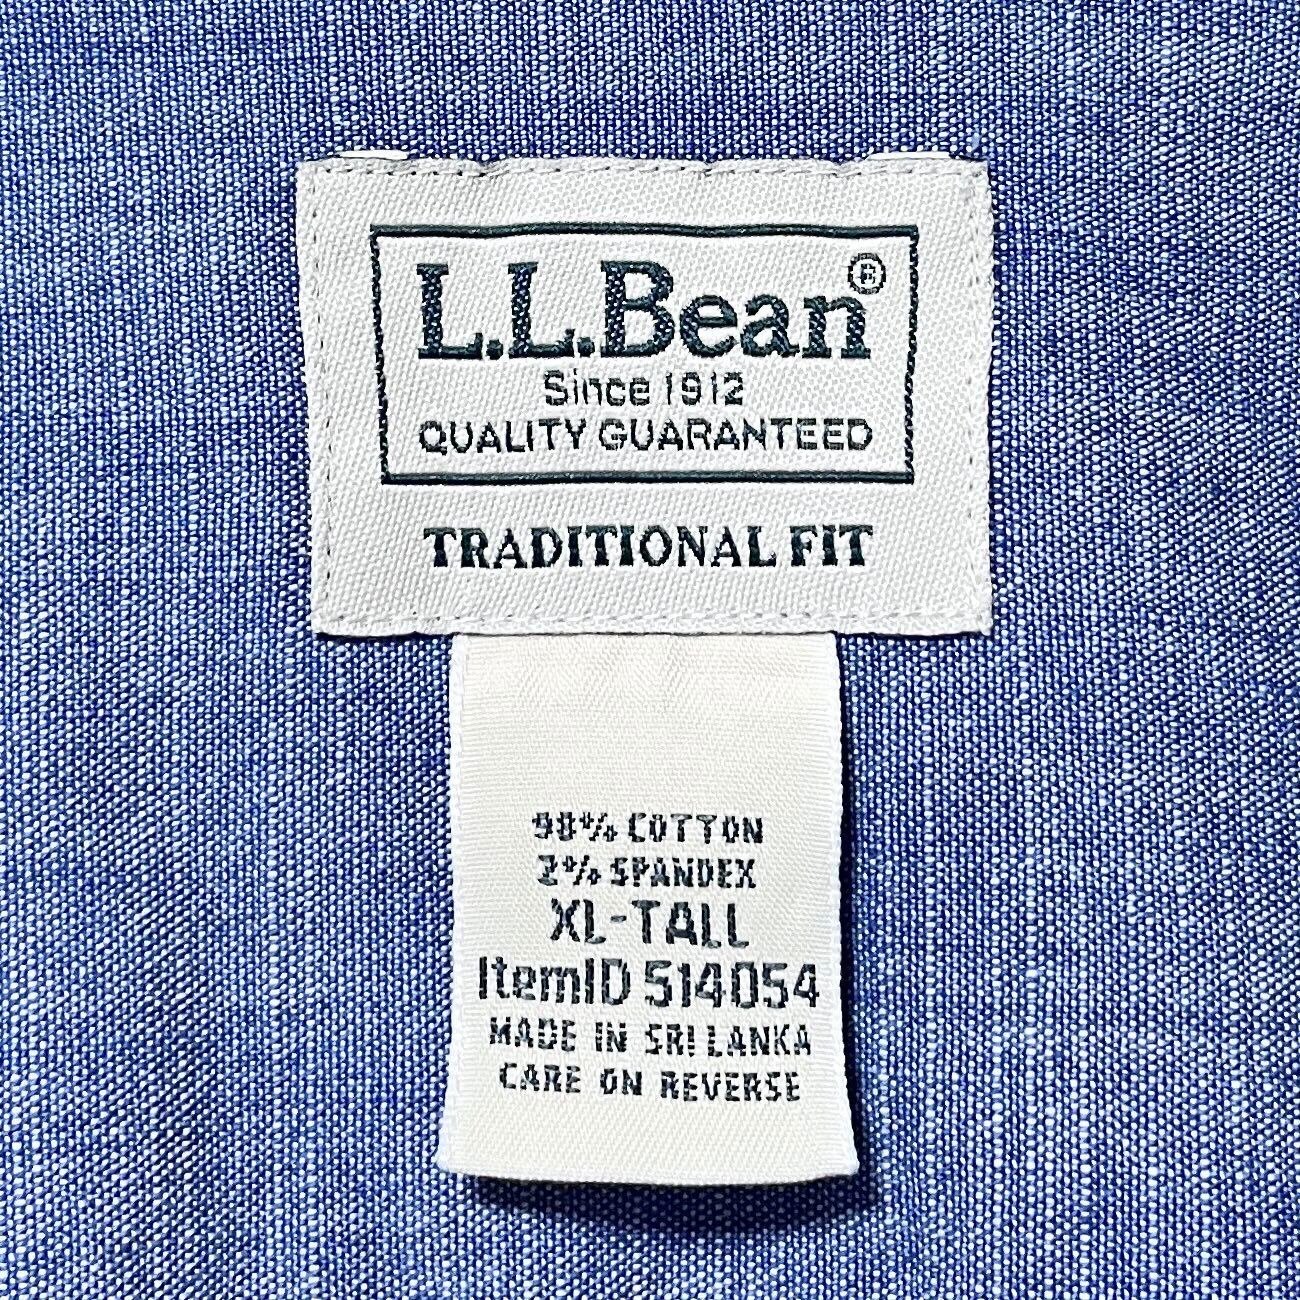 L.L.Bean®
Since 1912
QUALITY GUARANTEED
TRADITIONAL FIT
98% COTTON
2% SPANDEX
XL-TALL
ItemID 514054
MADE IN SRI LANKA
CARE ON REVERSE